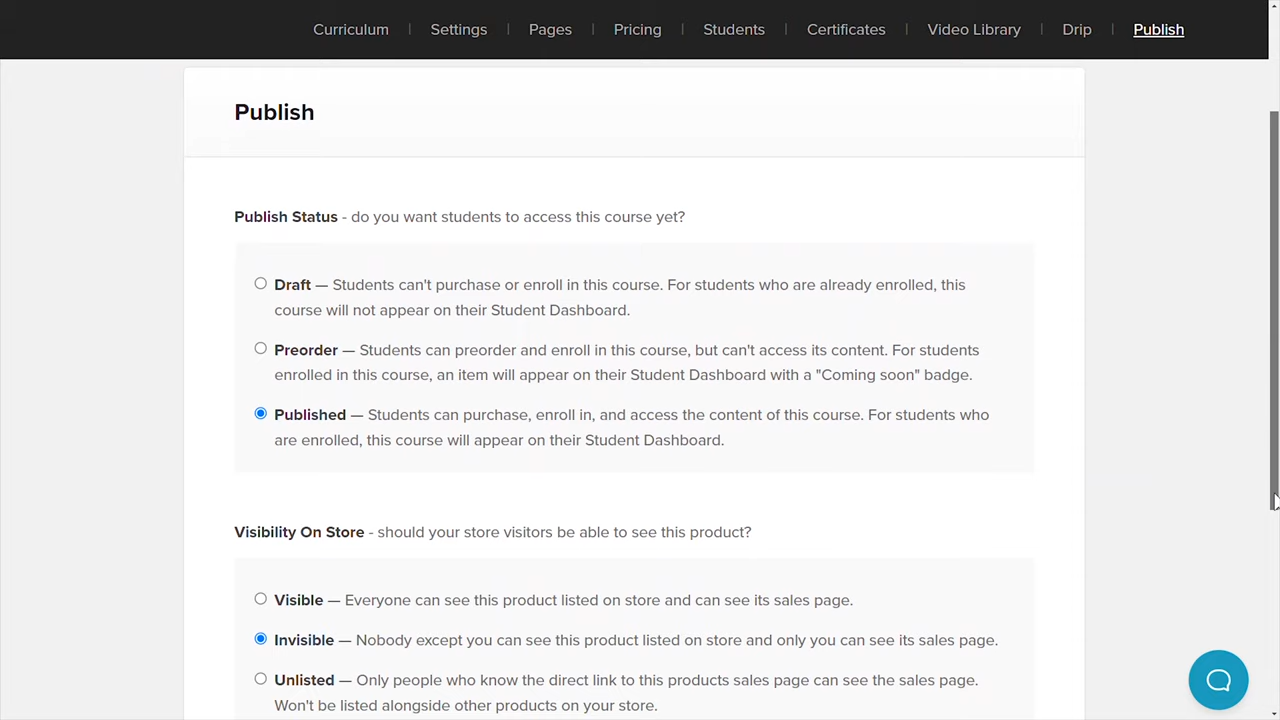 Curriculum | Settings | Pages | Pricing | Students | Certificates | Video Library | Drip | Publish
Publish
Publish Status - do you want students to access this course yet?
Draft — Students can't purchase or enroll in this course. For students who are already enrolled, this
course will not appear on their Student Dashboard.
Preorder — Students can preorder and enroll in this course, but can't access its content. For students
enrolled in this course, an item will appear on their Student Dashboard with a "Coming soon" badge.
Published — Students can purchase, enroll in, and access the content of this course. For students who
are enrolled, this course will appear on their Student Dashboard.
Visibility On Store - should your store visitors be able to see this product?
Visible — Everyone can see this product listed on store and can see its sales page.
Invisible — Nobody except you can see this product listed on store and only you can see its sales page.
Unlisted — Only people who know the direct link to this products sales page can see the sales page.
Won't be listed alongside other products on your store.